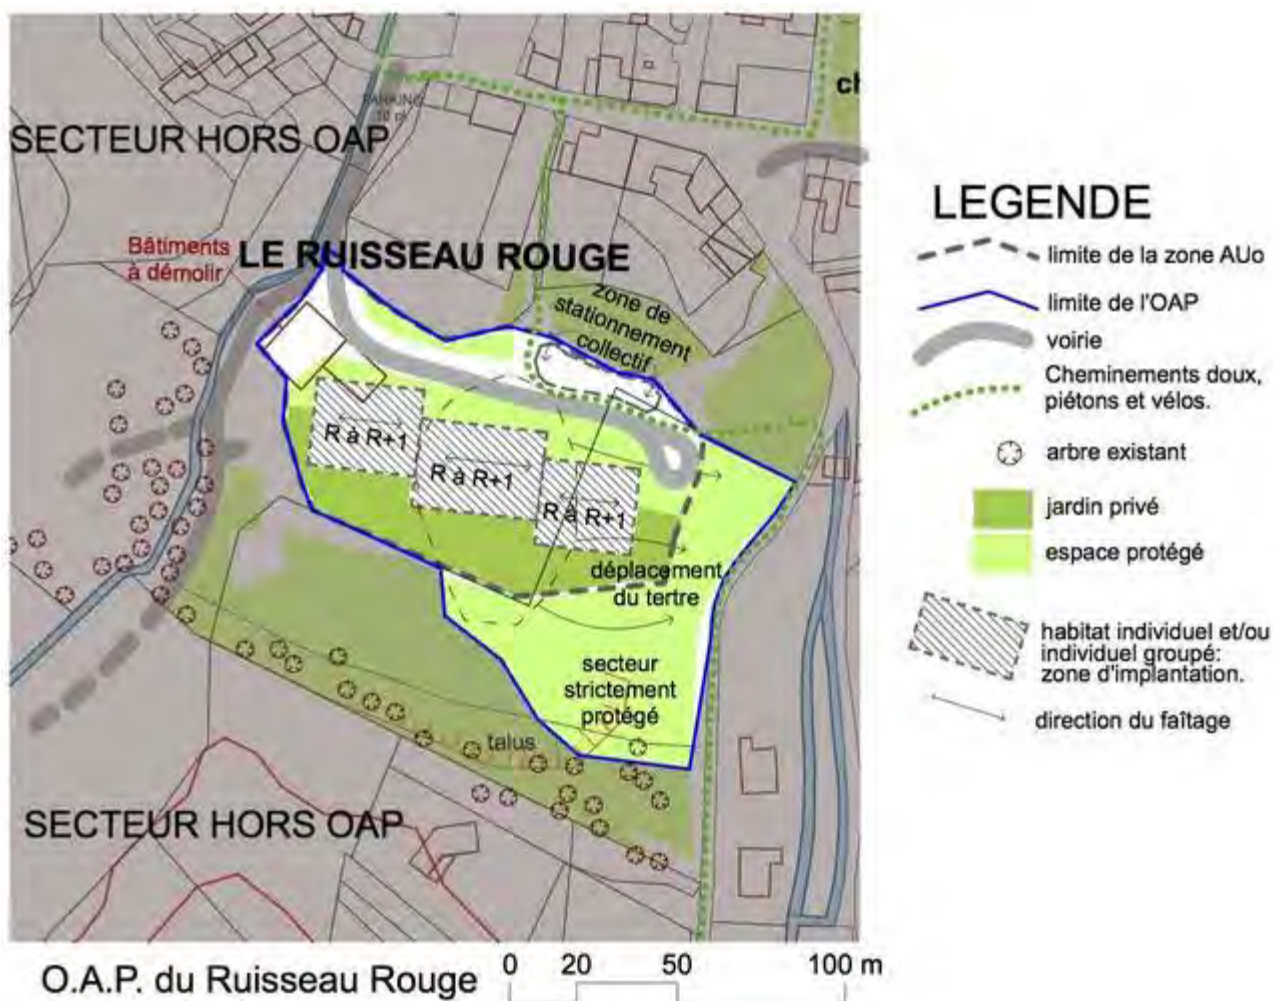 ch
PARKING
10 pl
SECTEUR HORS OAP
Bâtiments
à démolir
LE RUISSEAU ROUGE
zone de
stationnement
collectif
R à R+1
R à R+1
R à R+1
déplacement
du tertre
secteur
strictement
protégé
talus
SECTEUR HORS OAP
LEGENDE
limite de la zone AUo
limite de l'OAP
voirie
Cheminements doux,
piétons et vélos.
arbre existant
jardin privé
espace protégé
habitat individuel et/ou
individuel groupé:
zone d'implantation.
direction du faîtage
O.A.P. du Ruisseau Rouge
0 20 50 100 m